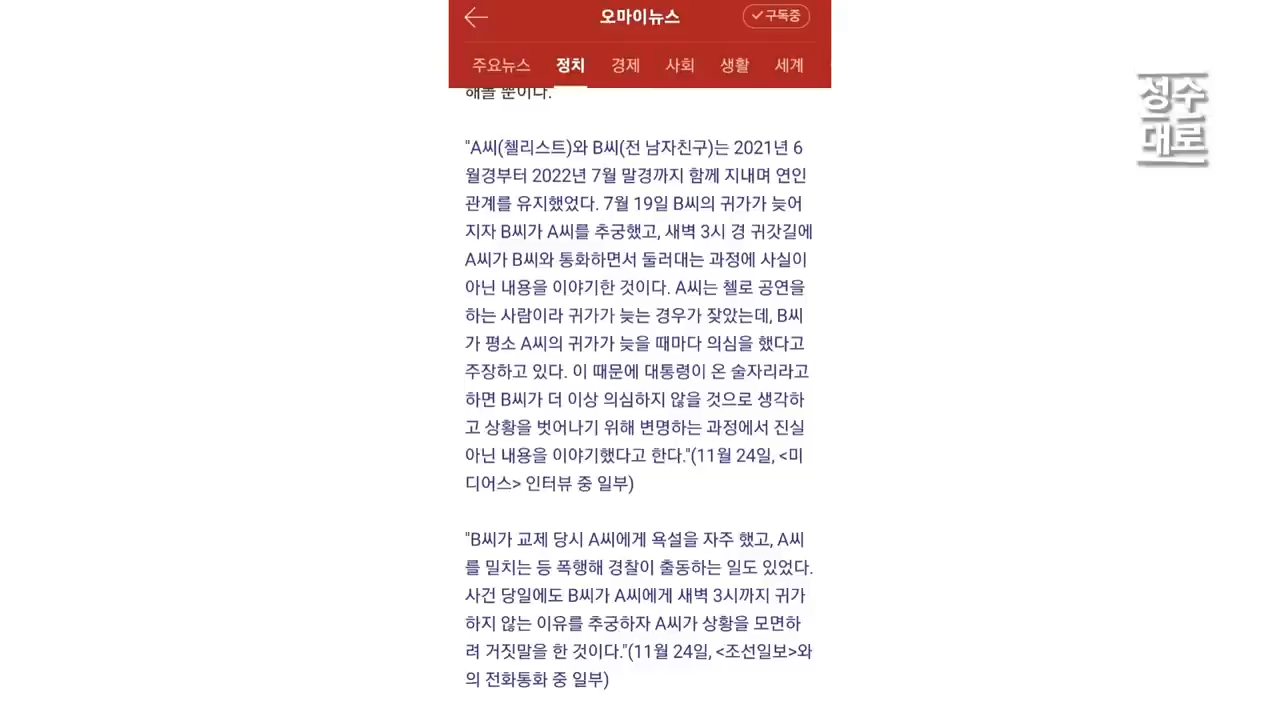 오마이뉴스
구독중
주요뉴스 정치 경제 사회 생활 세계
해볼 뿐이다.
"A씨(첼리스트)와 B씨(전 남자친구)는 2021년 6
월경부터 2022년 7월 말경까지 함께 지내며 연인
관계를 유지했었다. 7월 19일 B씨의 귀가가 늦어
지자 B씨가 A씨를 추궁했고, 새벽 3시 경 귀갓길에
A씨가 B씨와 통화하면서 둘러대는 과정에 사실이
아닌 내용을 이야기한 것이다. A씨는 첼로 공연을
하는 사람이라 귀가가 늦는 경우가 잦았는데, B씨
가 평소 A씨의 귀가가 늦을 때마다 의심을 했다고
주장하고 있다. 이 때문에 대통령이 온 술자리라고
하면 B씨가 더 이상 의심하지 않을 것으로 생각하
고 상황을 벗어나기 위해 변명하는 과정에서 진실
아닌 내용을 이야기했다고 한다."(11월 24일, <미
디어스> 인터뷰 중 일부)
"B씨가 교제 당시 A씨에게 욕설을 자주 했고, A씨
를 밀치는 등 폭행해 경찰이 출동하는 일도 있었다.
사건 당일에도 B씨가 A씨에게 새벽 3시까지 귀가
하지 않는 이유를 추궁하자 A씨가 상황을 모면하
려 거짓말을 한 것이다."(11월 24일, <조선일보>와
의 전화통화 중 일부)
성수
대로